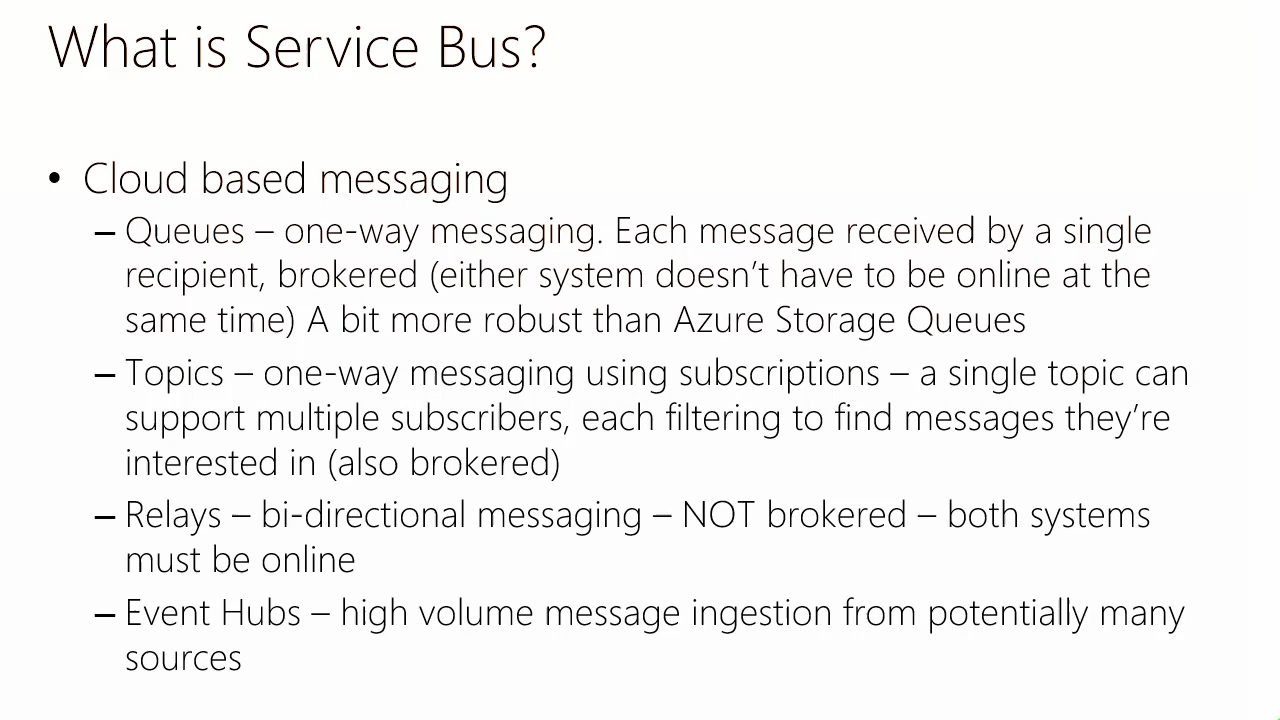 What is Service Bus?
• Cloud based messaging
– Queues – one-way messaging. Each message received by a single
recipient, brokered (either system doesn’t have to be online at the
same time) A bit more robust than Azure Storage Queues
– Topics – one-way messaging using subscriptions – a single topic can
support multiple subscribers, each filtering to find messages they’re
interested in (also brokered)
– Relays – bi-directional messaging – NOT brokered – both systems
must be online
– Event Hubs – high volume message ingestion from potentially many
sources